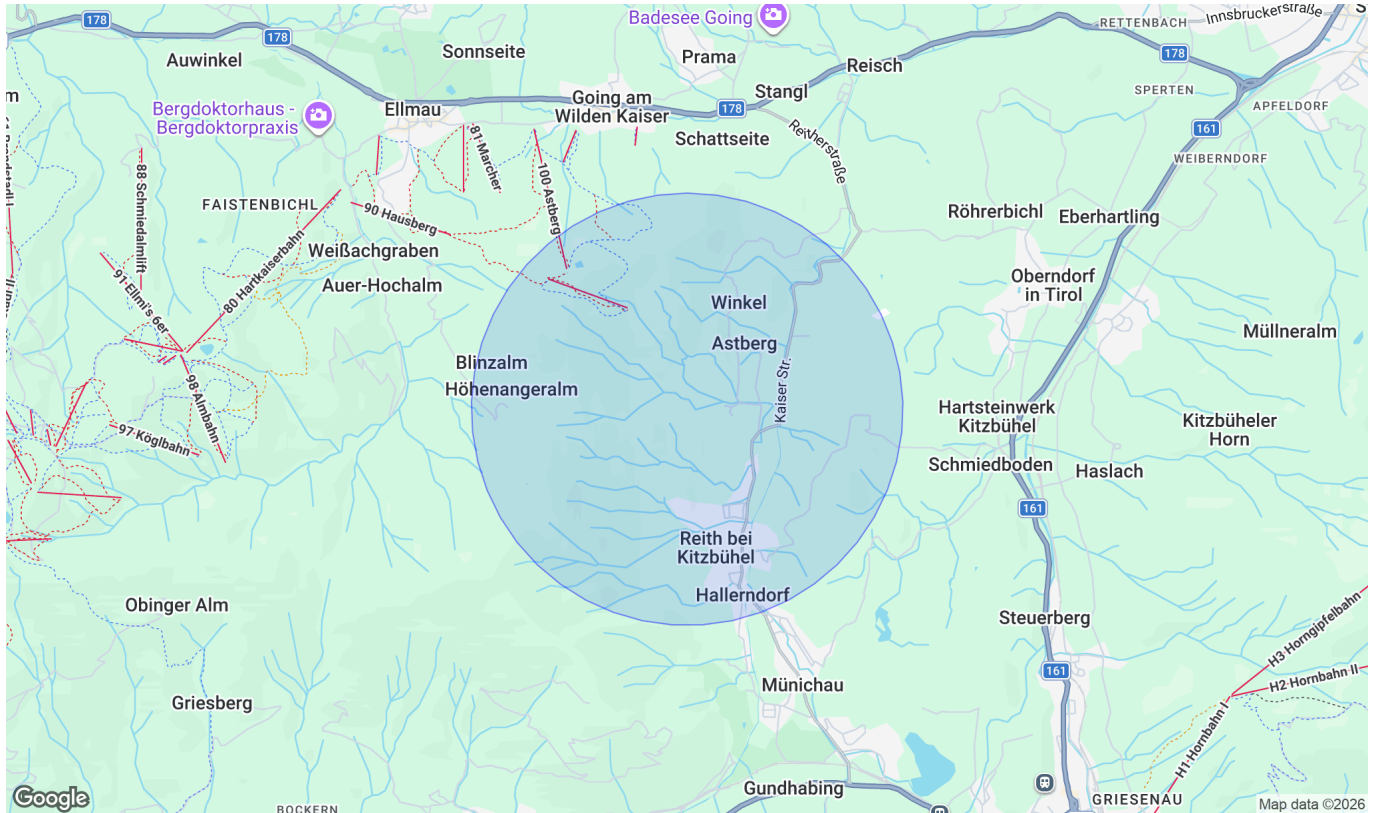 178
Badesee Going
RETTENBACH
Innsbruckerstraße
S
178
Auwinkel
Sonnseite
Prama
Reisch
178
m
Stangl
SPERTEN
Bergdoktorhaus -
Bergdoktorpraxis
Ellmau
Going am
Wilden Kaiser
178
APFELDORF
161
Schattseite
Reitherstraße
81 Marcher
WEIBERNDORF
88 Schmiedalmlift
100 Astberg
FAISTENBICHL
90 Hausberg
Röhrerbichl
Eberhartling
Weißachgraben
80 Hartkaiserbahn
Auer-Hochalm
Oberndorf
in Tirol
91 Ellmi's 6er
Winkel
Müllneralm
Astberg
Blinzalm
Höhenangeralm
Kaiser Str.
98 Almbahn
Hartsteinwerk
Kitzbühel
Kitzbüheler
Horn
97 Köglbahn
Schmiedboden
Haslach
161
Reith bei
Kitzbühel
Hallerndorf
Obinger Alm
Steuerberg
H3 Horngipfelbahn
161
H2 Hornbahn II
Münichau
Griesberg
H1 Hornbahn I
Gundhabing
GRIESENAU
Google
BOCKERN
Map data ©2026